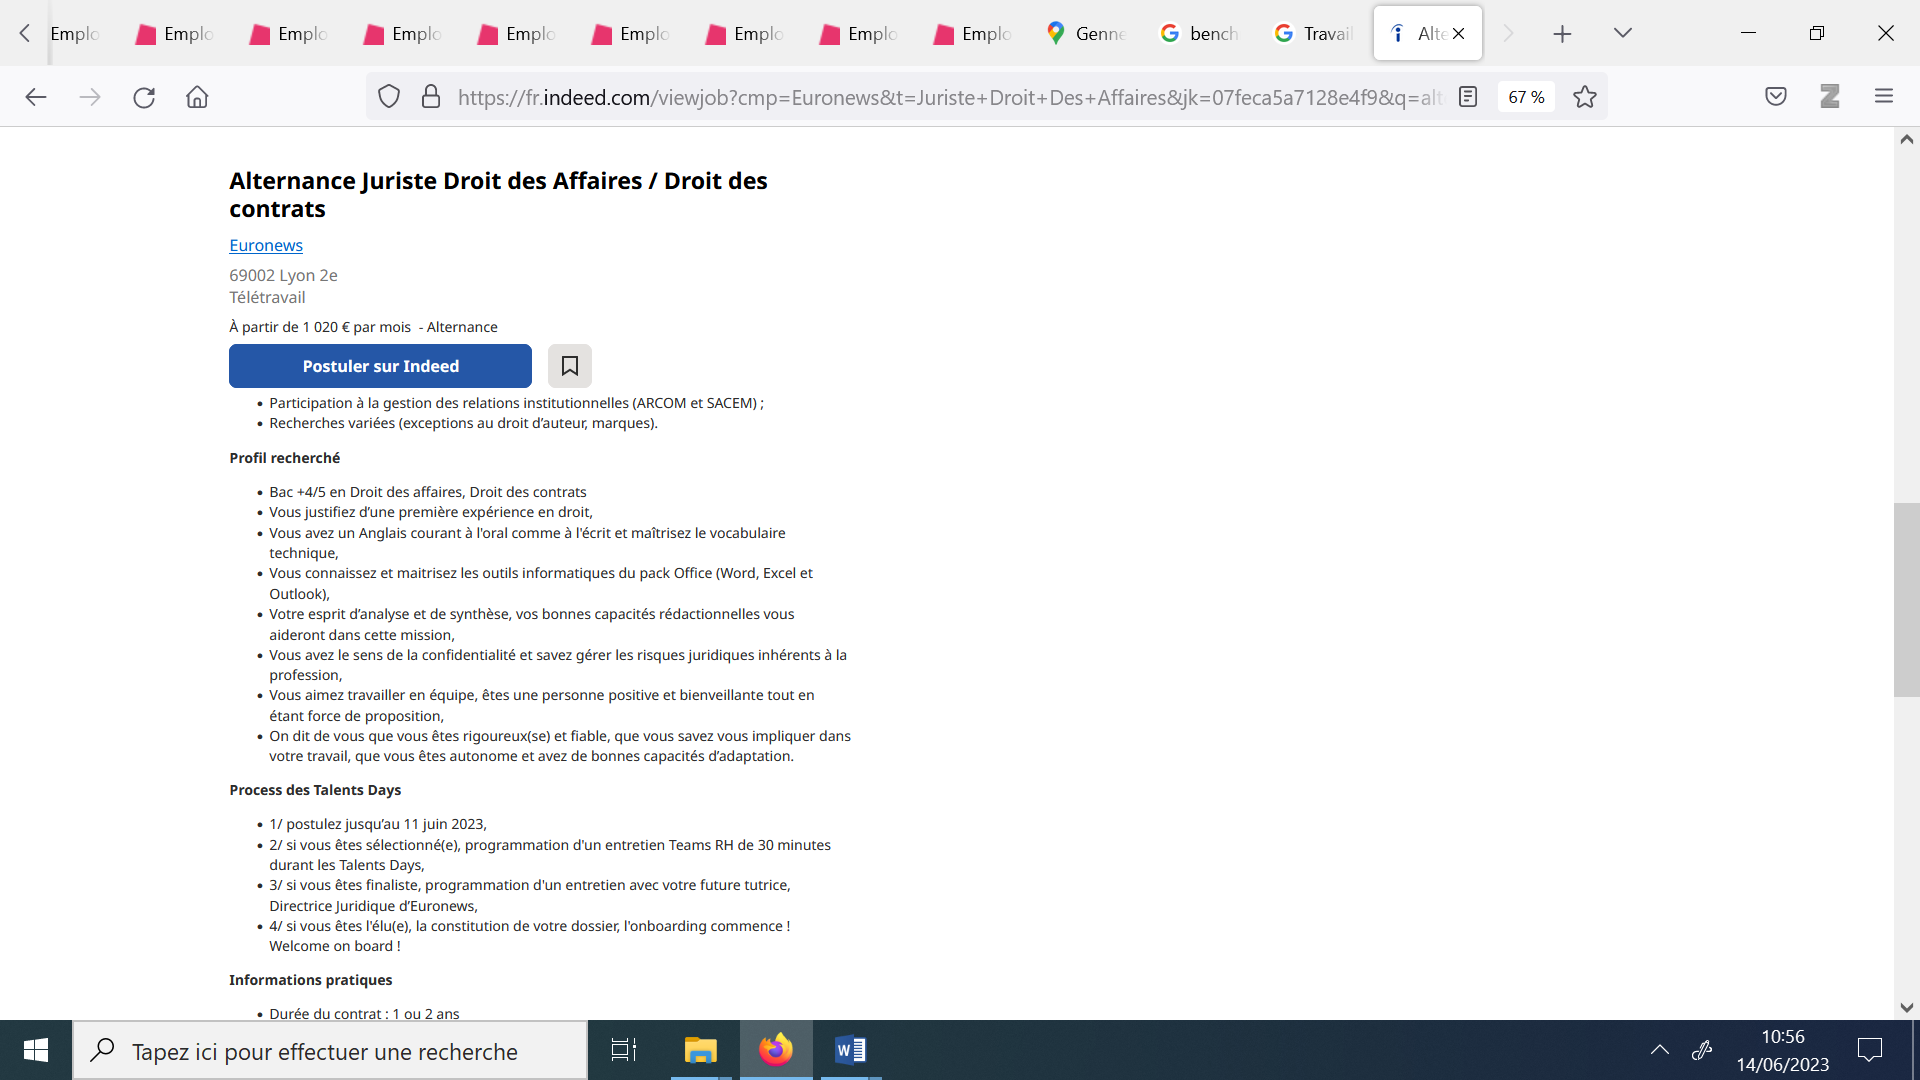 Emplo
Emplo
Emplo
Emplo
Emplo
Emplo
Emplo
Emplo
Emplo
Genne
bench
Travail
Alte
https://fr.indeed.com/viewjob?cmp=Euronews&t=Juriste+Droit+Des+Affaires&jk=07feca5a7128e4f9&q=alt
67 %
Alternance Juriste Droit des Affaires / Droit des
contrats
Euronews
69002 Lyon 2e
Télétravail
À partir de 1 020 € par mois - Alternance
Postuler sur Indeed
• Participation à la gestion des relations institutionnelles (ARCOM et SACEM) ;
• Recherches variées (exceptions au droit d’auteur, marques).
Profil recherché
• Bac +4/5 en Droit des affaires, Droit des contrats
• Vous justifiez d’une première expérience en droit,
• Vous avez un Anglais courant à l'oral comme à l'écrit et maîtrisez le vocabulaire
technique,
• Vous connaissez et maitrisez les outils informatiques du pack Office (Word, Excel et
Outlook),
• Votre esprit d’analyse et de synthèse, vos bonnes capacités rédactionnelles vous
aideront dans cette mission,
• Vous avez le sens de la confidentialité et savez gérer les risques juridiques inhérents à la
profession,
• Vous aimez travailler en équipe, êtes une personne positive et bienveillante tout en
étant force de proposition,
• On dit de vous que vous êtes rigoureux(se) et fiable, que vous savez vous impliquer dans
votre travail, que vous êtes autonome et avez de bonnes capacités d’adaptation.
Process des Talents Days
• 1/ postulez jusqu’au 11 juin 2023,
• 2/ si vous êtes sélectionné(e), programmation d'un entretien Teams RH de 30 minutes
durant les Talents Days,
• 3/ si vous êtes finaliste, programmation d'un entretien avec votre future tutrice,
Directrice Juridique d’Euronews,
• 4/ si vous êtes l'élu(e), la constitution de votre dossier, l'onboarding commence !
Welcome on board !
Informations pratiques
• Durée du contrat : 1 ou 2 ans
Tapez ici pour effectuer une recherche
10:56
14/06/2023